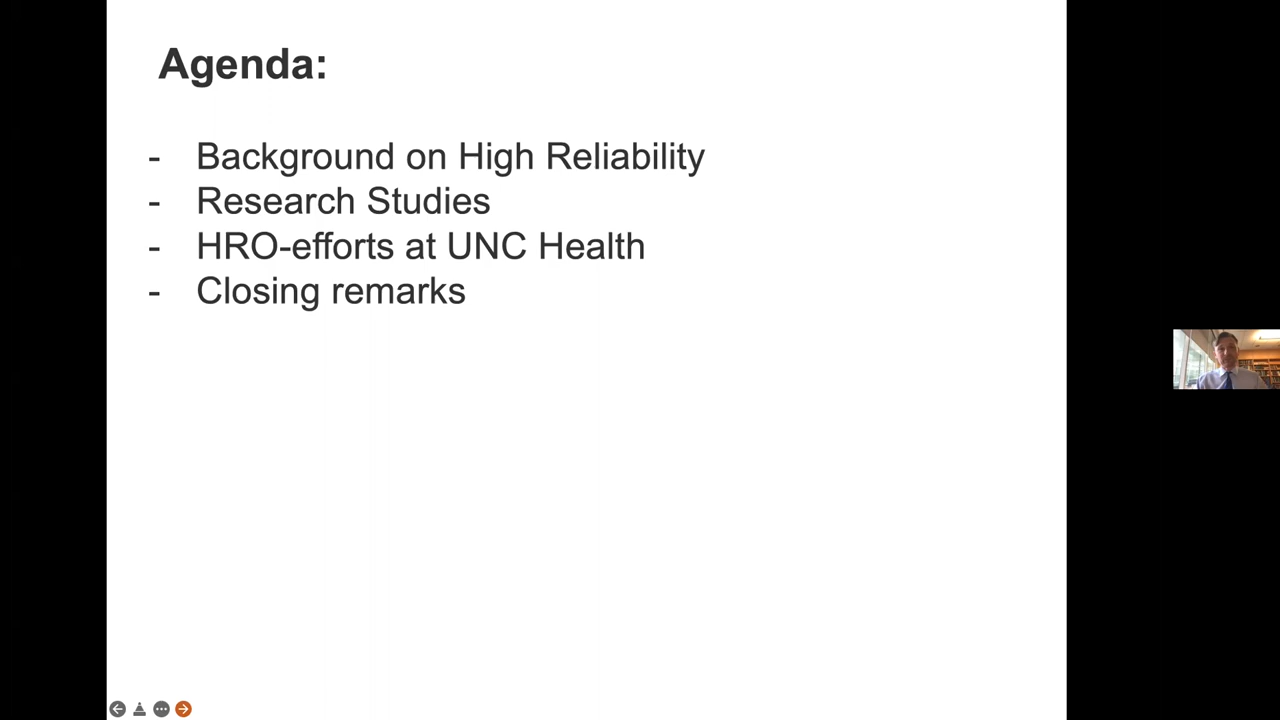 Agenda:
- Background on High Reliability
- Research Studies
- HRO-efforts at UNC Health
- Closing remarks